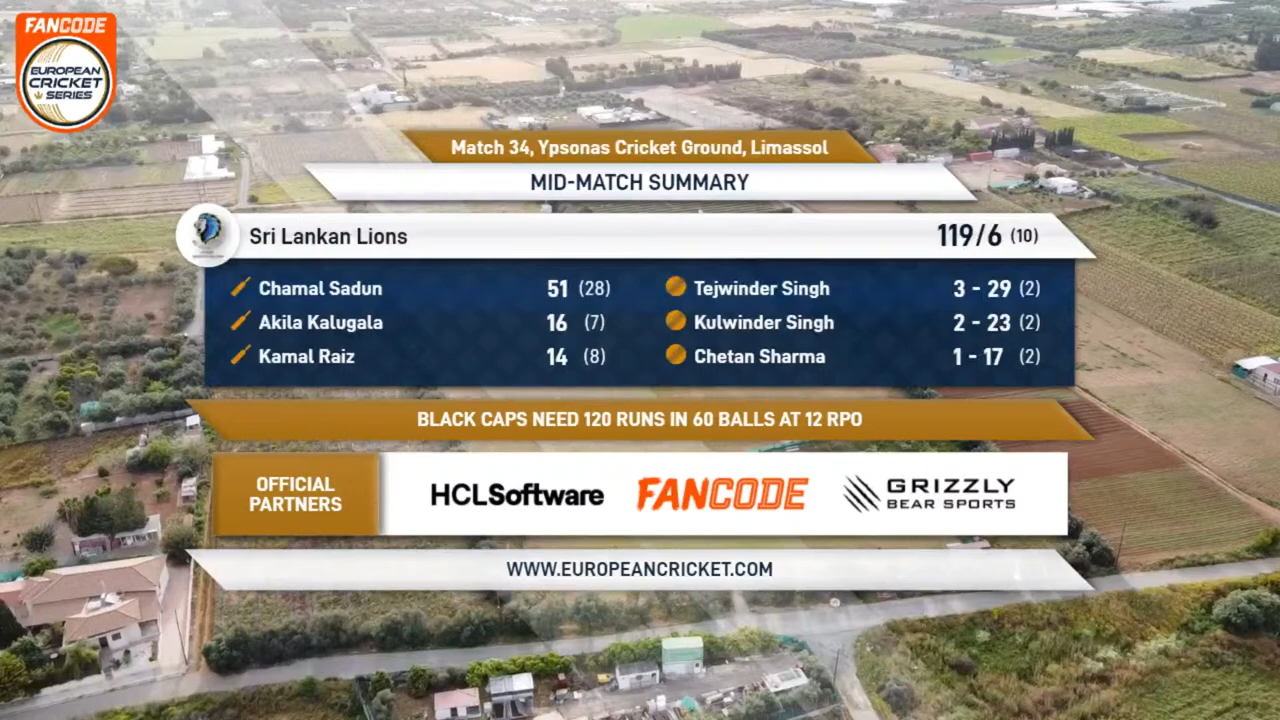 FANCODE
EUROPEAN
CRICKET
SERIES
Match 34, Ypsonas Cricket Ground, Limassol
MID-MATCH SUMMARY
Sri Lankan Lions 119/6 (10)
Chamal Sadun 51 (28) Tejwinder Singh 3 - 29 (2)
Akila Kalugala 16 (7) Kulwinder Singh 2 - 23 (2)
Kamal Raiz 14 (8) Chetan Sharma 1 - 17 (2)
BLACK CAPS NEED 120 RUNS IN 60 BALLS AT 12 RPO
OFFICIAL
PARTNERS
HCLSoftware FANCODE GRIZZLY
BEAR SPORTS
WWW.EUROPEANCRICKET.COM